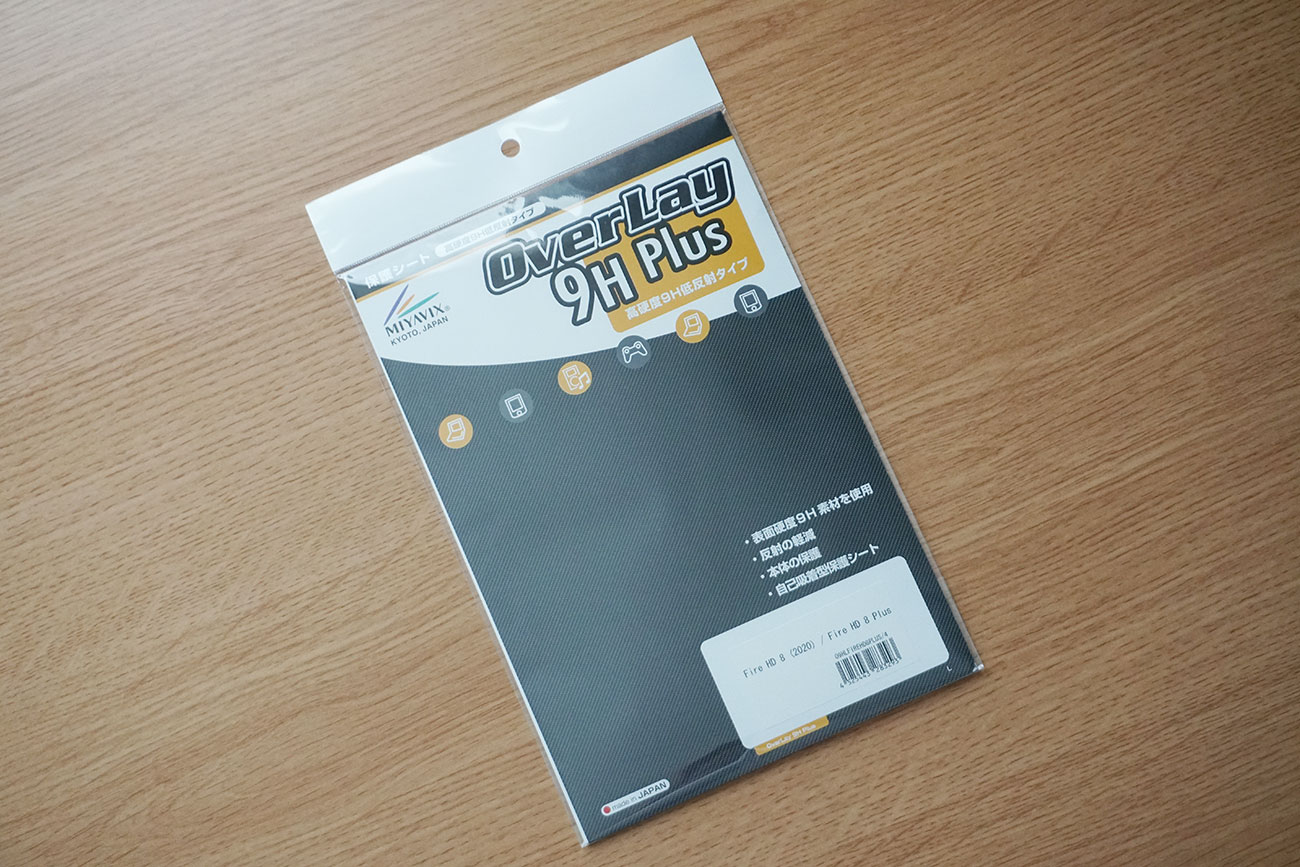 保護シート 高硬度9H低反射タイプ
OverLay
9H Plus
高硬度9H低反射タイプ
MIYAVIX®
KYOTO, JAPAN
・表面硬度9H 素材を使用
・反射の軽減
・本体の保護
・自己吸着型保護シート
Fire HD 8 (2020) / Fire HD 8 Plus
OverLay 9H Plus
made in JAPAN